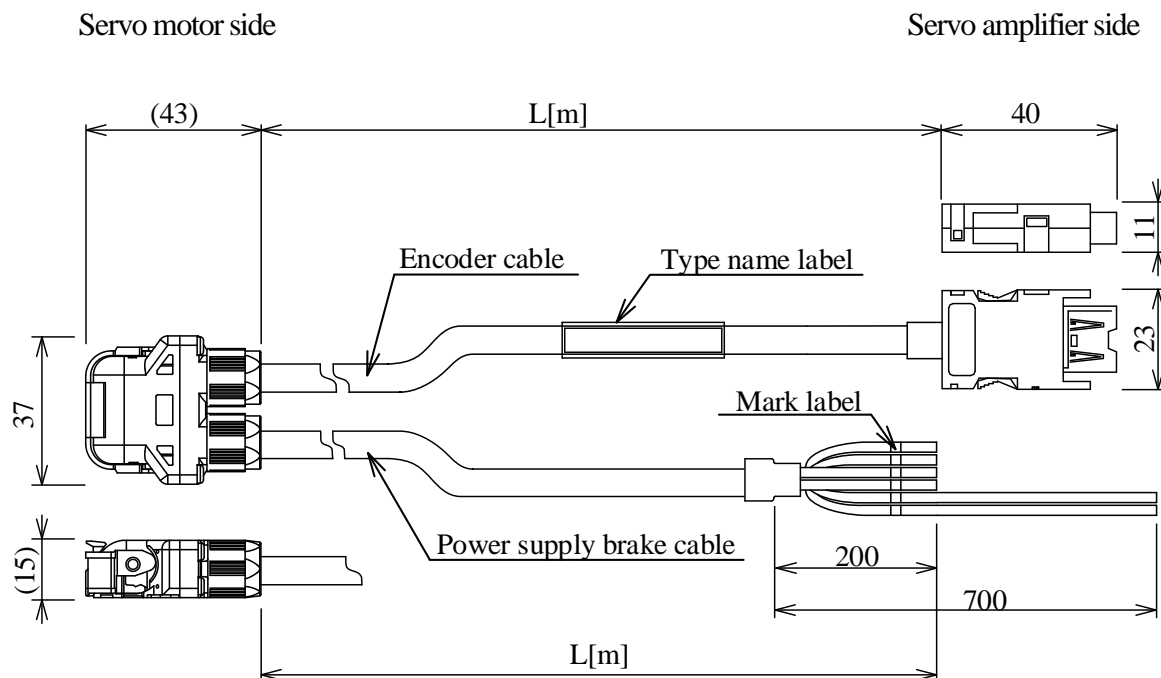 Servo motor side
Servo amplifier side
(43)
L[m]
40
11
Encoder cable
Type name label
23
37
Mark label
(15)
Power supply brake cable
200
700
L[m]